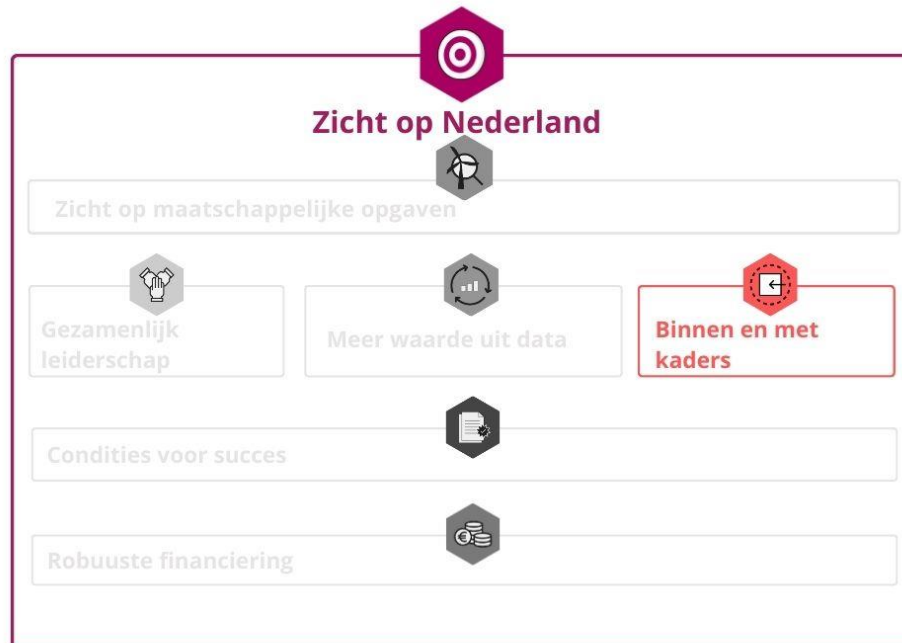 Zicht op Nederland
Zicht op maatschappelijke opgaven
Gezamenlijk
leiderschap
Meer waarde uit data
Binnen en met
kaders
Condities voor succes
Robuuste financiering